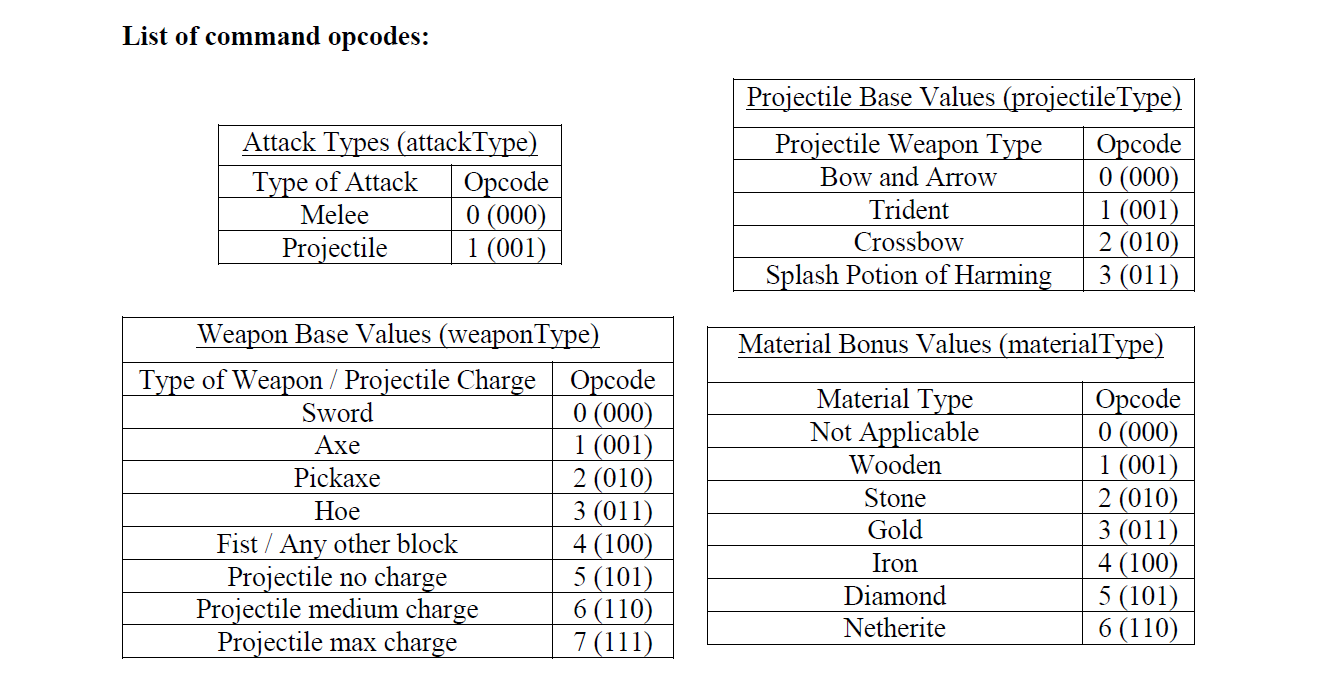 List of command opcodes:
Attack Types (attackType)
Type of Attack Opcode
Melee 0 (000)
Projectile 1 (001)
Projectile Base Values (projectileType)
Projectile Weapon Type Opcode
Bow and Arrow 0 (000)
Trident 1 (001)
Crossbow 2 (010)
Splash Potion of Harming 3 (011)
Weapon Base Values (weaponType)
Type of Weapon / Projectile Charge Opcode
Sword 0 (000)
Axe 1 (001)
Pickaxe 2 (010)
Hoe 3 (011)
Fist / Any other block 4 (100)
Projectile no charge 5 (101)
Projectile medium charge 6 (110)
Projectile max charge 7 (111)
Material Bonus Values (materialType)
Material Type Opcode
Not Applicable 0 (000)
Wooden 1 (001)
Stone 2 (010)
Gold 3 (011)
Iron 4 (100)
Diamond 5 (101)
Netherite 6 (110)